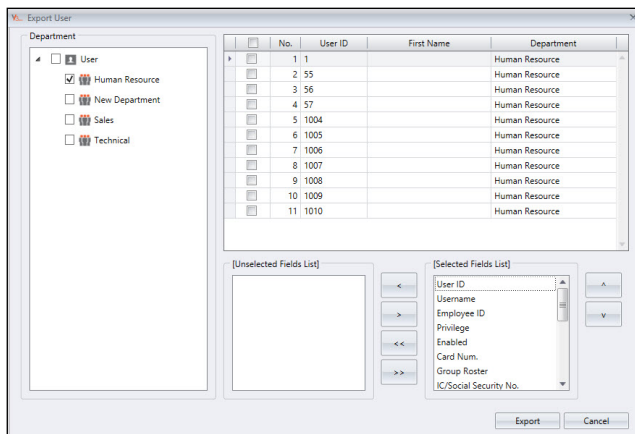 Export User
Department
User
Human Resource
New Department
Sales
Technical
No. User ID First Name Department
1 1 Human Resource
2 55 Human Resource
3 56 Human Resource
4 57 Human Resource
5 1004 Human Resource
6 1005 Human Resource
7 1006 Human Resource
8 1007 Human Resource
9 1008 Human Resource
10 1009 Human Resource
11 1010 Human Resource
[Unselected Fields List]
<
>
<<
>>
[Selected Fields List]
User ID
Username
Employee ID
Privilege
Enabled
Card Num.
Group Roster
IC/Social Security No.
^
v
Export Cancel